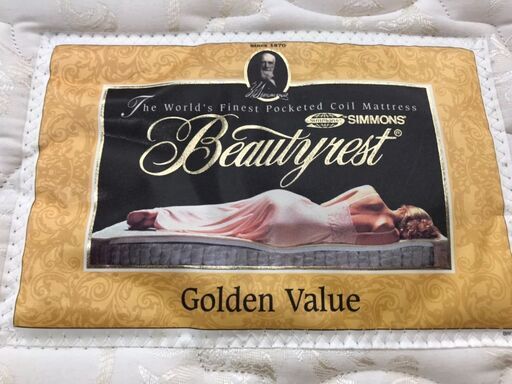 since 1870
The World's Finest Pocketed Coil Mattress
SIMMONS®
Beautyrest®
Golden Value